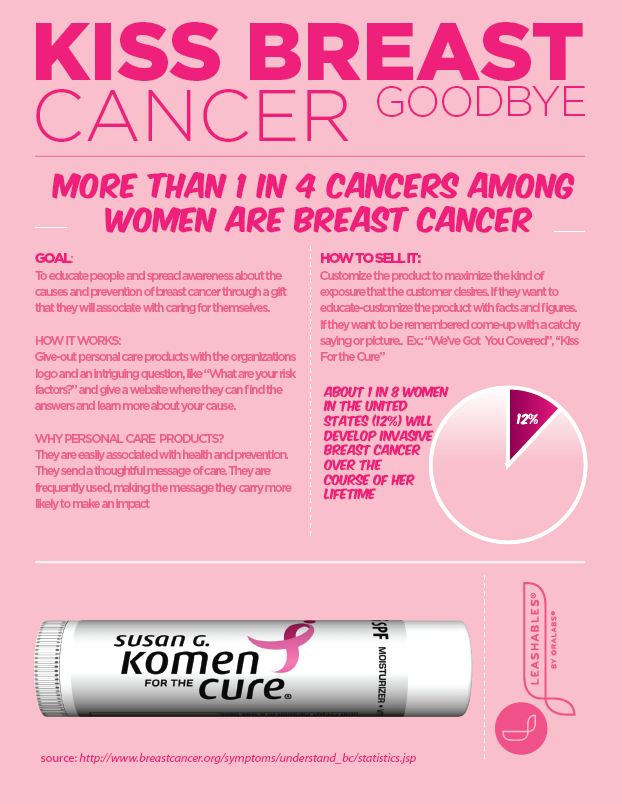 KISS BREAST
CANCER GOODBYE
MORE THAN 1 IN 4 CANCERS AMONG
WOMEN ARE BREAST CANCER
GOAL:
To educate people and spread awareness about the
causes and prevention of breast cancer through a gift
that they will associate with caring for themselves.
HOW IT WORKS:
Give-out personal care products with the organizations
logo and an intriguing question, like "What are your risk
factors?" and give a website where they can find the
answers and learn more about your cause.
WHY PERSONAL CARE PRODUCTS?
They are easily associated with health and prevention.
They send a thoughtful message of care. They are
frequently used, making the message they carry more
likely to make an impact
HOW TO SELL IT:
Customize the product to maximize the kind of
exposure that the customer desires. If they want to
educate-customize the product with facts and figures.
If they want to be remembered come-up with a catchy
saying or picture.. Ex.: "We've Got You Covered", "Kiss
For the Cure"
ABOUT 1 IN 8 WOMEN
IN THE UNITED
STATES (12%) WILL
DEVELOP INVASIVE
BREAST CANCER
OVER THE
COURSE OF HER
LIFETIME
12%
susan g.
komen
FOR THE cure®
SPF
MOISTURIZER •
LEASHABLES®
BY ORALABS®
source: http://www.breastcancer.org/symptoms/understand_bc/statistics.jsp